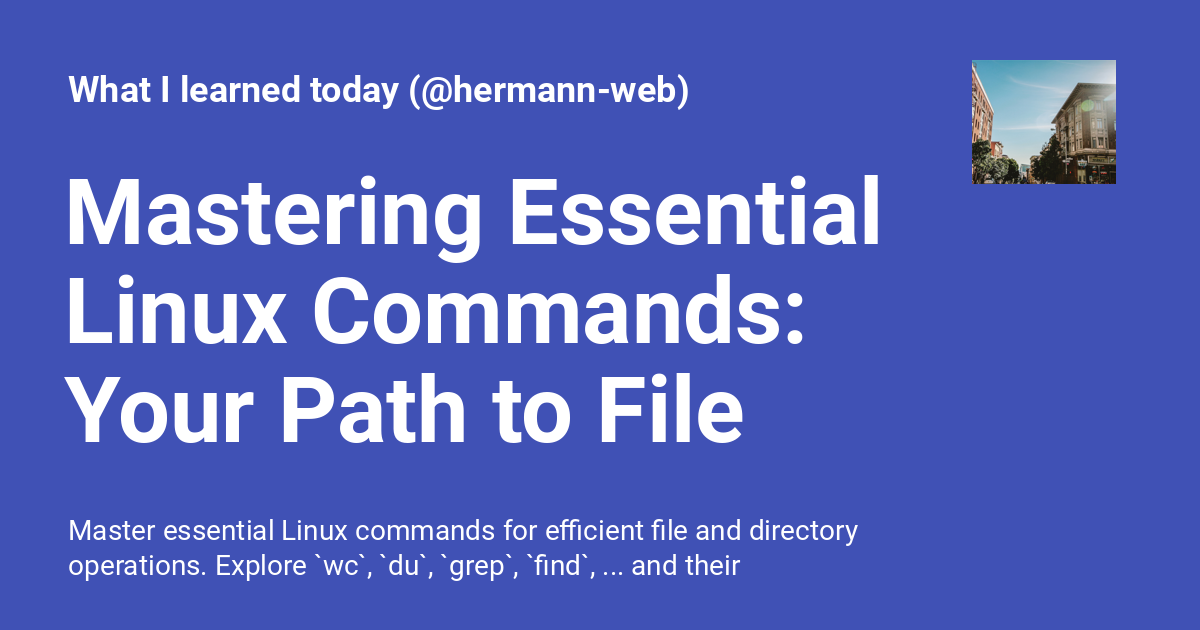 What I learned today (@hermann-web)
Mastering Essential
Linux Commands:
Your Path to File
Master essential Linux commands for efficient file and directory
operations. Explore `wc`, `du`, `grep`, `find`, ... and their